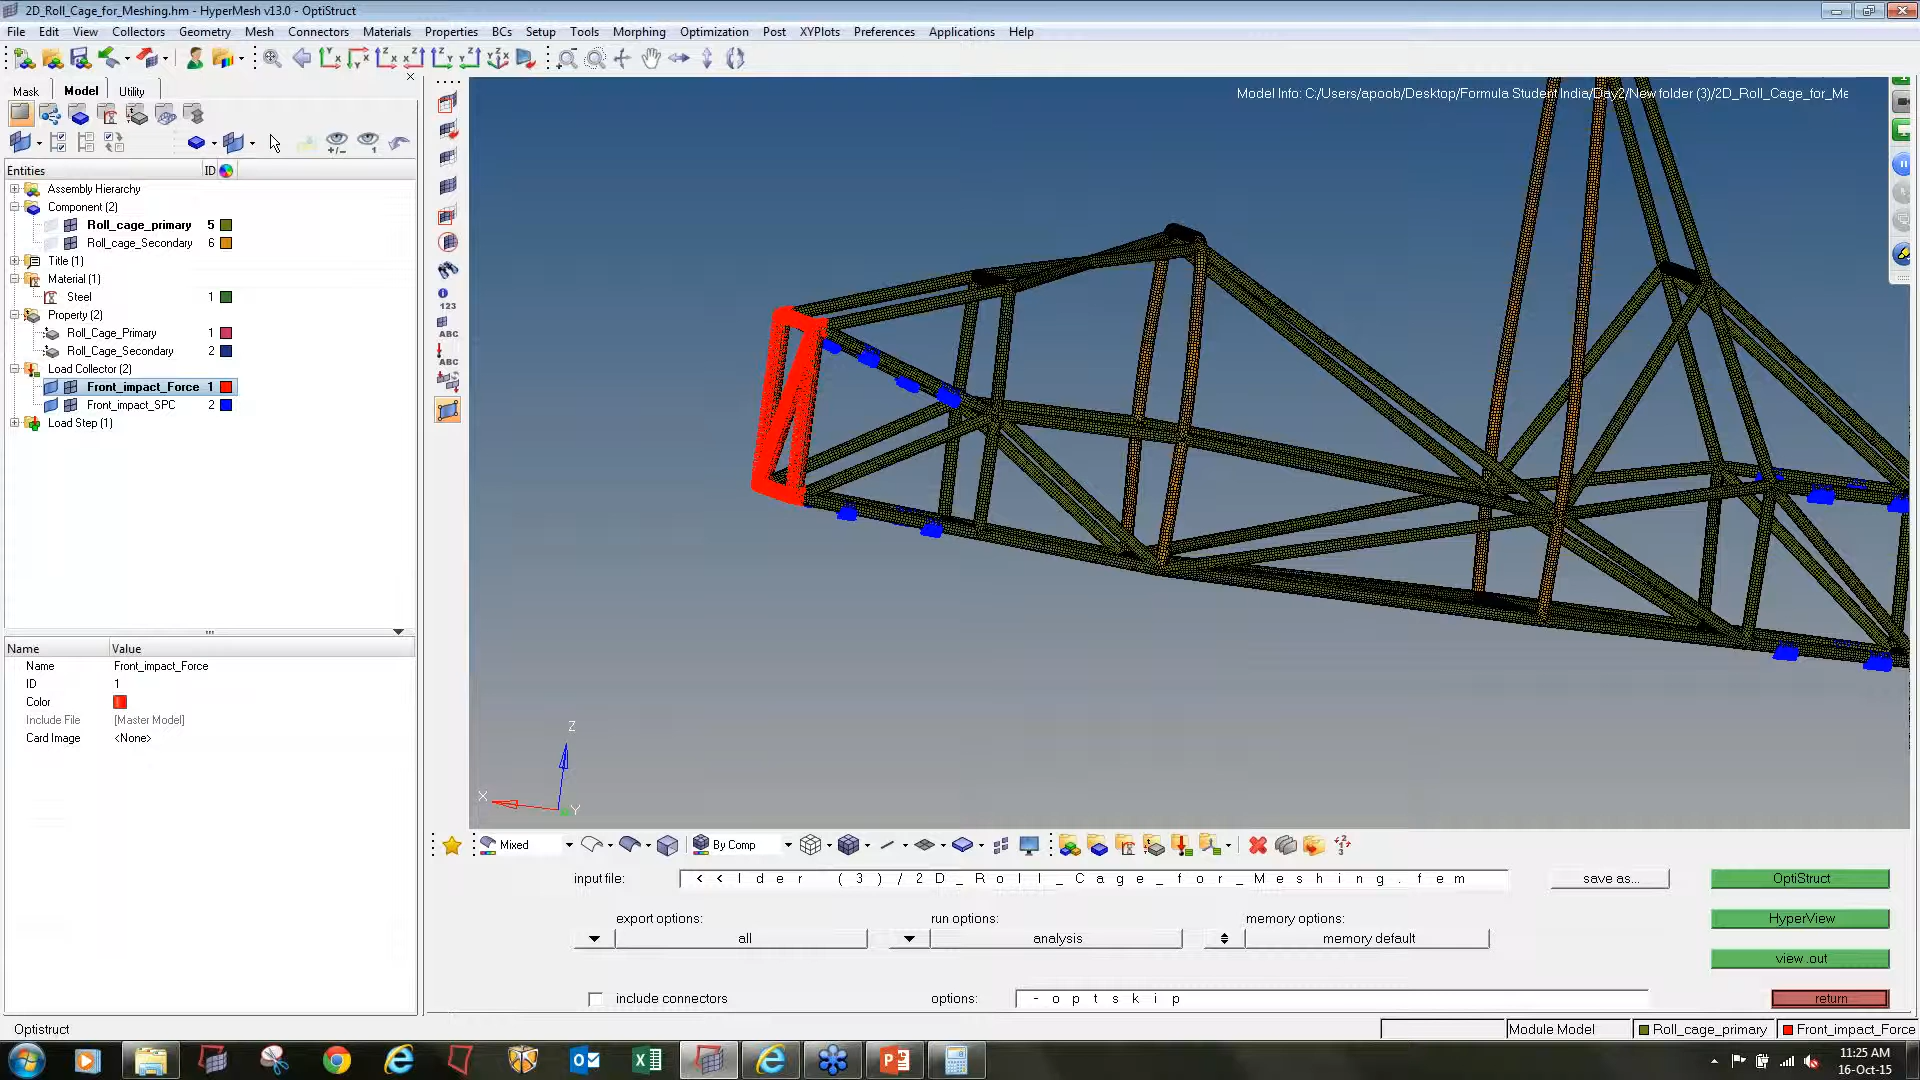 2D_Roll_Cage_for_Meshing.hm - HyperMesh v13.0 - OptiStruct
File Edit View Collectors Geometry Mesh Connectors Materials Properties BCs Setup Tools Morphing Optimization Post XYPlots Preferences Applications Help
Mask Model Utility
Model Info: C:/Users/apoob/Desktop/Formula Student India/Day2/New folder (3)/2D_Roll_Cage_for_Me
Entities ID
Assembly Hierarchy
Component (2)
Roll_cage_primary 5
Roll_cage_Secondary 6
Title (1)
Material (1)
Steel 1
Property (2)
Roll_Cage_Primary 1
Roll_Cage_Secondary 2
Load Collector (2)
Front_impact_Force 1
Front_impact_SPC 2
Load Step (1)
123
ABC
ABC
Name Value
Name Front_impact_Force
ID 1
Color
Include File [Master Model]
Card Image <None>
Z
X
Y
Mixed By Comp
input file: < < l d e r ( 3 ) / 2 D _ R o l l _ C a g e _ f o r _ M e s h i n g . f e m save as... OptiStruct
export options: run options: memory options: HyperView
all analysis memory default
view .out
include connectors options: - o p t s k i p return
Optistruct Module Model Roll_cage_primary Front_impact_Force
11:25 AM
16-Oct-15